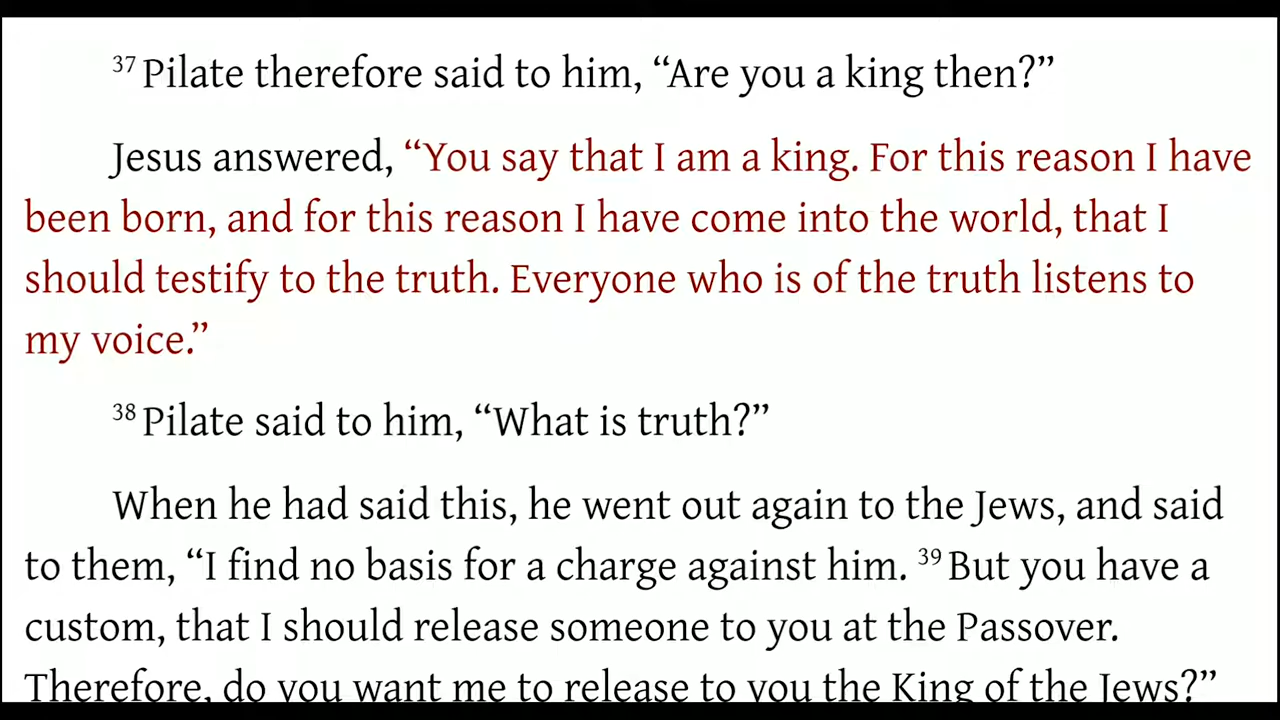 37 Pilate therefore said to him, “Are you a king then?”
Jesus answered, “You say that I am a king. For this reason I have
been born, and for this reason I have come into the world, that I
should testify to the truth. Everyone who is of the truth listens to
my voice.”
38 Pilate said to him, “What is truth?”
When he had said this, he went out again to the Jews, and said
to them, “I find no basis for a charge against him. 39 But you have a
custom, that I should release someone to you at the Passover.
Therefore, do you want me to release to you the King of the Jews?”